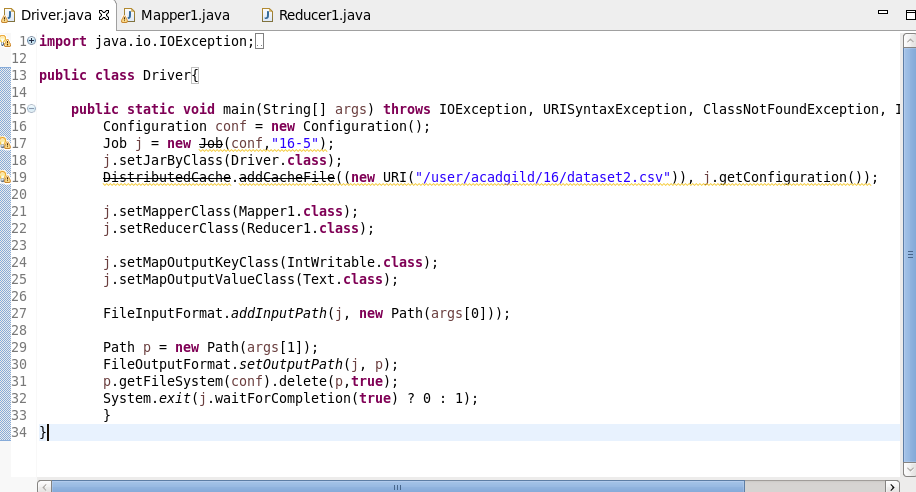 Driver.java Mapper1.java Reducer1.java
1 import java.io.IOException;
12
13 public class Driver{
14
15 public static void main(String[] args) throws IOException, URISyntaxException, ClassNotFoundException, I
16 Configuration conf = new Configuration();
17 Job j = new Job(conf,"16-5");
18 j.setJarByClass(Driver.class);
19 DistributedCache.addCacheFile((new URI("/user/acadgild/16/dataset2.csv")), j.getConfiguration());
20
21 j.setMapperClass(Mapper1.class);
22 j.setReducerClass(Reducer1.class);
23
24 j.setMapOutputKeyClass(IntWritable.class);
25 j.setMapOutputValueClass(Text.class);
26
27 FileInputFormat.addInputPath(j, new Path(args[0]));
28
29 Path p = new Path(args[1]);
30 FileOutputFormat.setOutputPath(j, p);
31 p.getFileSystem(conf).delete(p,true);
32 System.exit(j.waitForCompletion(true) ? 0 : 1);
33 }
34 }